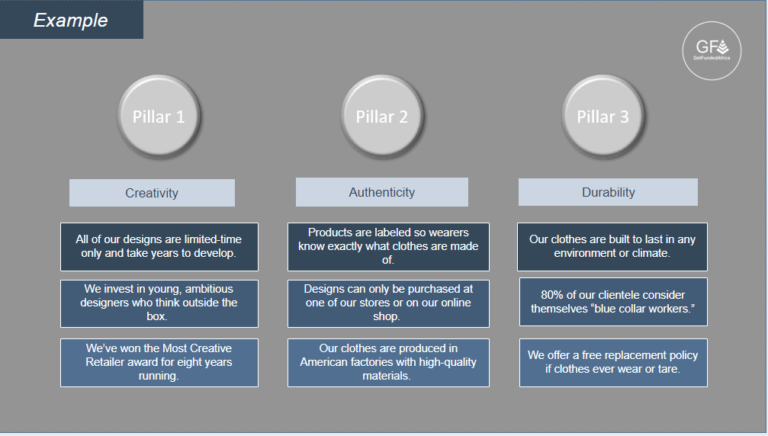 Example
GFA
GetFundedAfrica
Pillar 1
Pillar 2
Pillar 3
Creativity
Authenticity
Durability
All of our designs are limited-time
only and take years to develop.
Products are labeled so wearers
know exactly what clothes are made
of.
Our clothes are built to last in any
environment or climate.
We invest in young, ambitious
designers who think outside the
box.
Designs can only be purchased at
one of our stores or on our online
shop.
80% of our clientele consider
themselves “blue collar workers.”
We've won the Most Creative
Retailer award for eight years
running.
Our clothes are produced in
American factories with high-quality
materials.
We offer a free replacement policy
if clothes ever wear or tare.